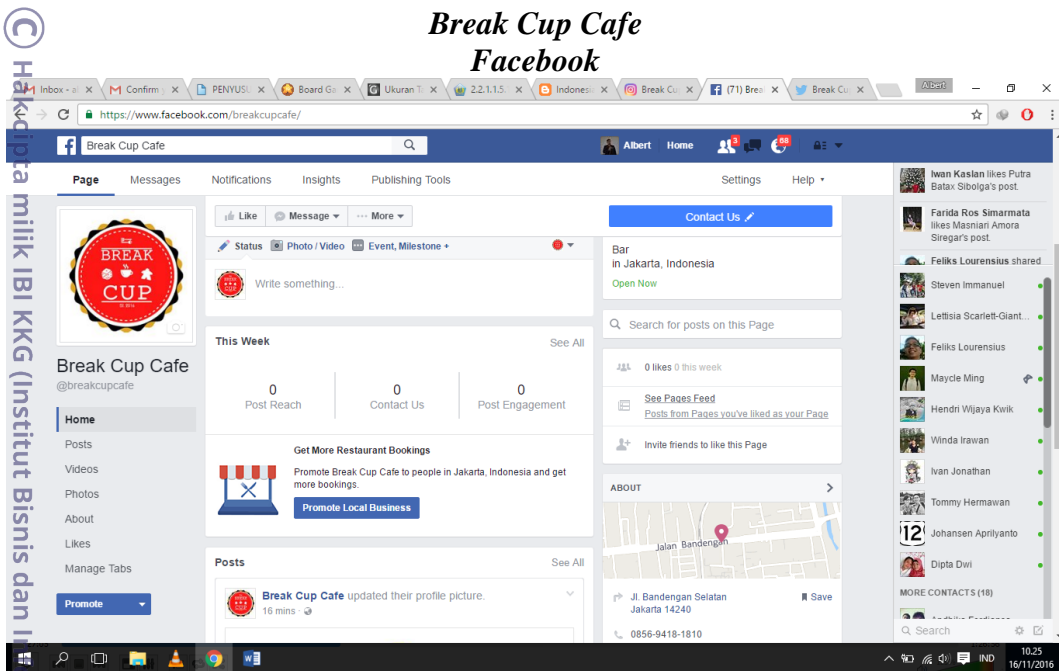 Break Cup Cafe
Facebook
© Hak cipta milik IBI KKG (Institut Bisnis dan I
Inbox - al
Confirm y
PENYUSU
Board Ga
Ukuran T
2.2.1.1.5.
Indonesi
Break Cu
(71) Brea
Break Cu
Albert
https://www.facebook.com/breakcupcafe/
Break Cup Cafe
Albert Home 3 68
Page Messages Notifications Insights Publishing Tools Settings Help
Like Message More
Contact Us
Status Photo / Video Event, Milestone +
Write something...
BREAK
CUP
Break Cup Cafe
@breakcupcafe
Home
Posts
Videos
Photos
About
Likes
Manage Tabs
Promote
This Week See All
0 0 0
Post Reach Contact Us Post Engagement
Get More Restaurant Bookings
Promote Break Cup Cafe to people in Jakarta, Indonesia and get
more bookings.
Promote Local Business
Posts See All
Break Cup Cafe updated their profile picture.
16 mins ·
Bar
in Jakarta, Indonesia
Open Now
Search for posts on this Page
0 likes 0 this week
See Pages Feed
Posts from Pages you've liked as your Page
Invite friends to like this Page
ABOUT
Jalan Bandengan
Jl. Bandengan Selatan Save
Jakarta 14240
0856-9418-1810
Iwan Kaslan likes Putra
Batax Sibolga's post.
Farida Ros Simarmata
likes Masniari Amora
Siregar's post.
Feliks Lourensius shared
Steven Immanuel
Lettisia Scarlett-Giant...
Feliks Lourensius
Maycle Ming
Hendri Wijaya Kwik
Winda Irawan
Ivan Jonathan
Tommy Hermawan
12
Johansen Aprilyanto
Dipta Dwi
MORE CONTACTS (18)
Search
IND
10.25
16/11/2016